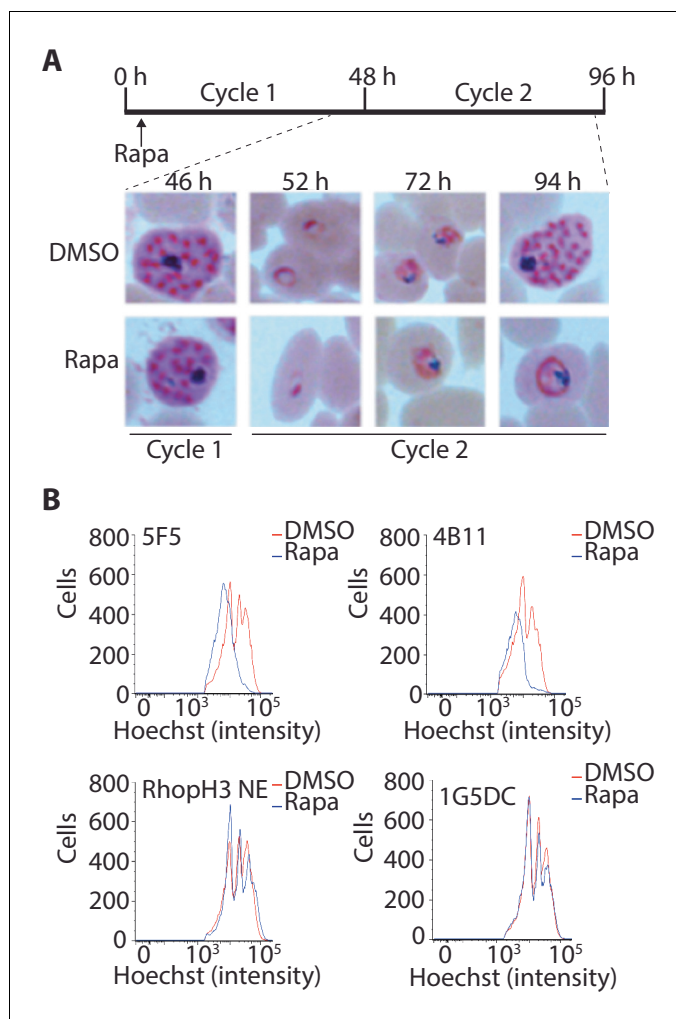 A
0 h 48 h 96 h
Cycle 1 Cycle 2
Rapa
46 h 52 h 72 h 94 h
DMSO
Rapa
Cycle 1 Cycle 2
B
5F5
DMSO
Rapa
800
600
400
200
0
Cells
0 10³ 10⁵
Hoechst (intensity)
4B11
DMSO
Rapa
800
600
400
200
0
Cells
0 10³ 10⁵
Hoechst (intensity)
RhopH3 NE
DMSO
Rapa
800
600
400
200
0
Cells
0 10³ 10⁵
Hoechst (intensity)
1G5DC
DMSO
Rapa
800
600
400
200
0
Cells
0 10³ 10⁵
Hoechst (intensity)